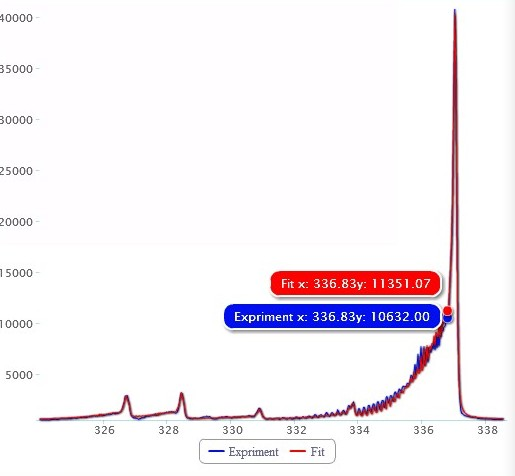 40000
35000
30000
25000
20000
15000
10000
5000
Fit x: 336.83y: 11351.07
Expriment x: 336.83y: 10632.00
326 328 330 332 334 336 338
Expriment Fit